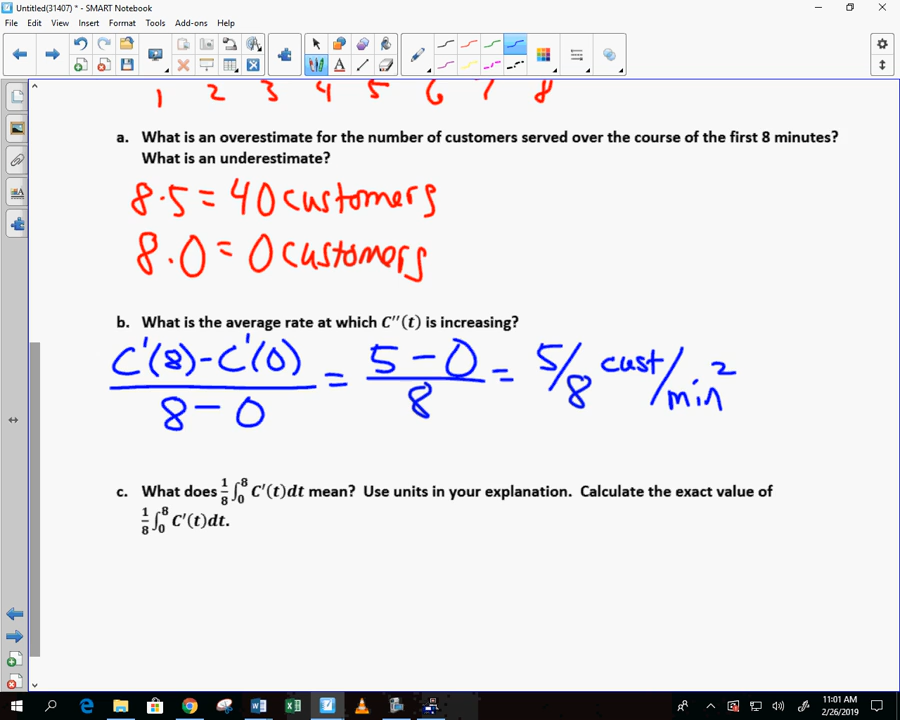 Untitled(31407) * - SMART Notebook
File Edit View Insert Format Tools Add-ons Help
1 2 3 4 5 6 7 8
a. What is an overestimate for the number of customers served over the course of the first 8 minutes?
What is an underestimate?
8·5 = 40 customers
8·0 = 0 customers
b. What is the average rate at which C''(t) is increasing?
C'(8)-C'(0) / 8-0 = 5-0 / 8 = 5/8 cust/min²
c. What does 1/8 ∫₀⁸ C'(t)dt mean? Use units in your explanation. Calculate the exact value of
1/8 ∫₀⁸ C'(t)dt.
11:01 AM
2/26/2019